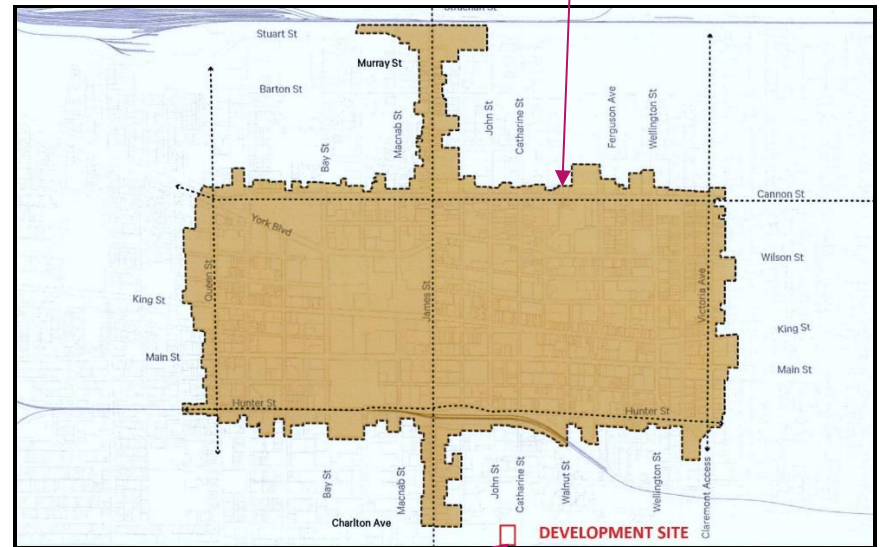 Strachan St
Stuart St
Murray St
Barton St
Bay St
Macnab St
John St
Catharine St
Ferguson Ave
Wellington St
Cannon St
York Blvd
Wilson St
Queen St
James St
Victoria Ave
King St
King St
Main St
Main St
Hunter St
Hunter St
Bay St
Macnab St
John St
Catharine St
Walnut St
Wellington St
Claremont Access
Charlton Ave
DEVELOPMENT SITE